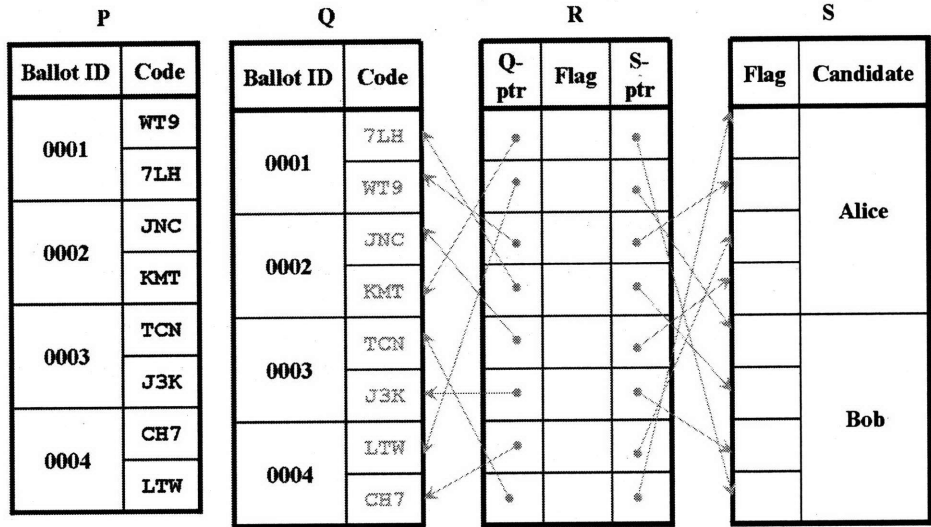 P
Ballot ID Code
0001
WT9
7LH
0002
JNC
KMT
0003
TCN
J3K
0004
CH7
LTW
Q
Ballot ID Code
0001
7LH
WT9
0002
JNC
KMT
0003
TCN
J3K
0004
LTW
CH7
R
Q-
ptr
Flag
S-
ptr
S
Flag Candidate
Alice
Bob